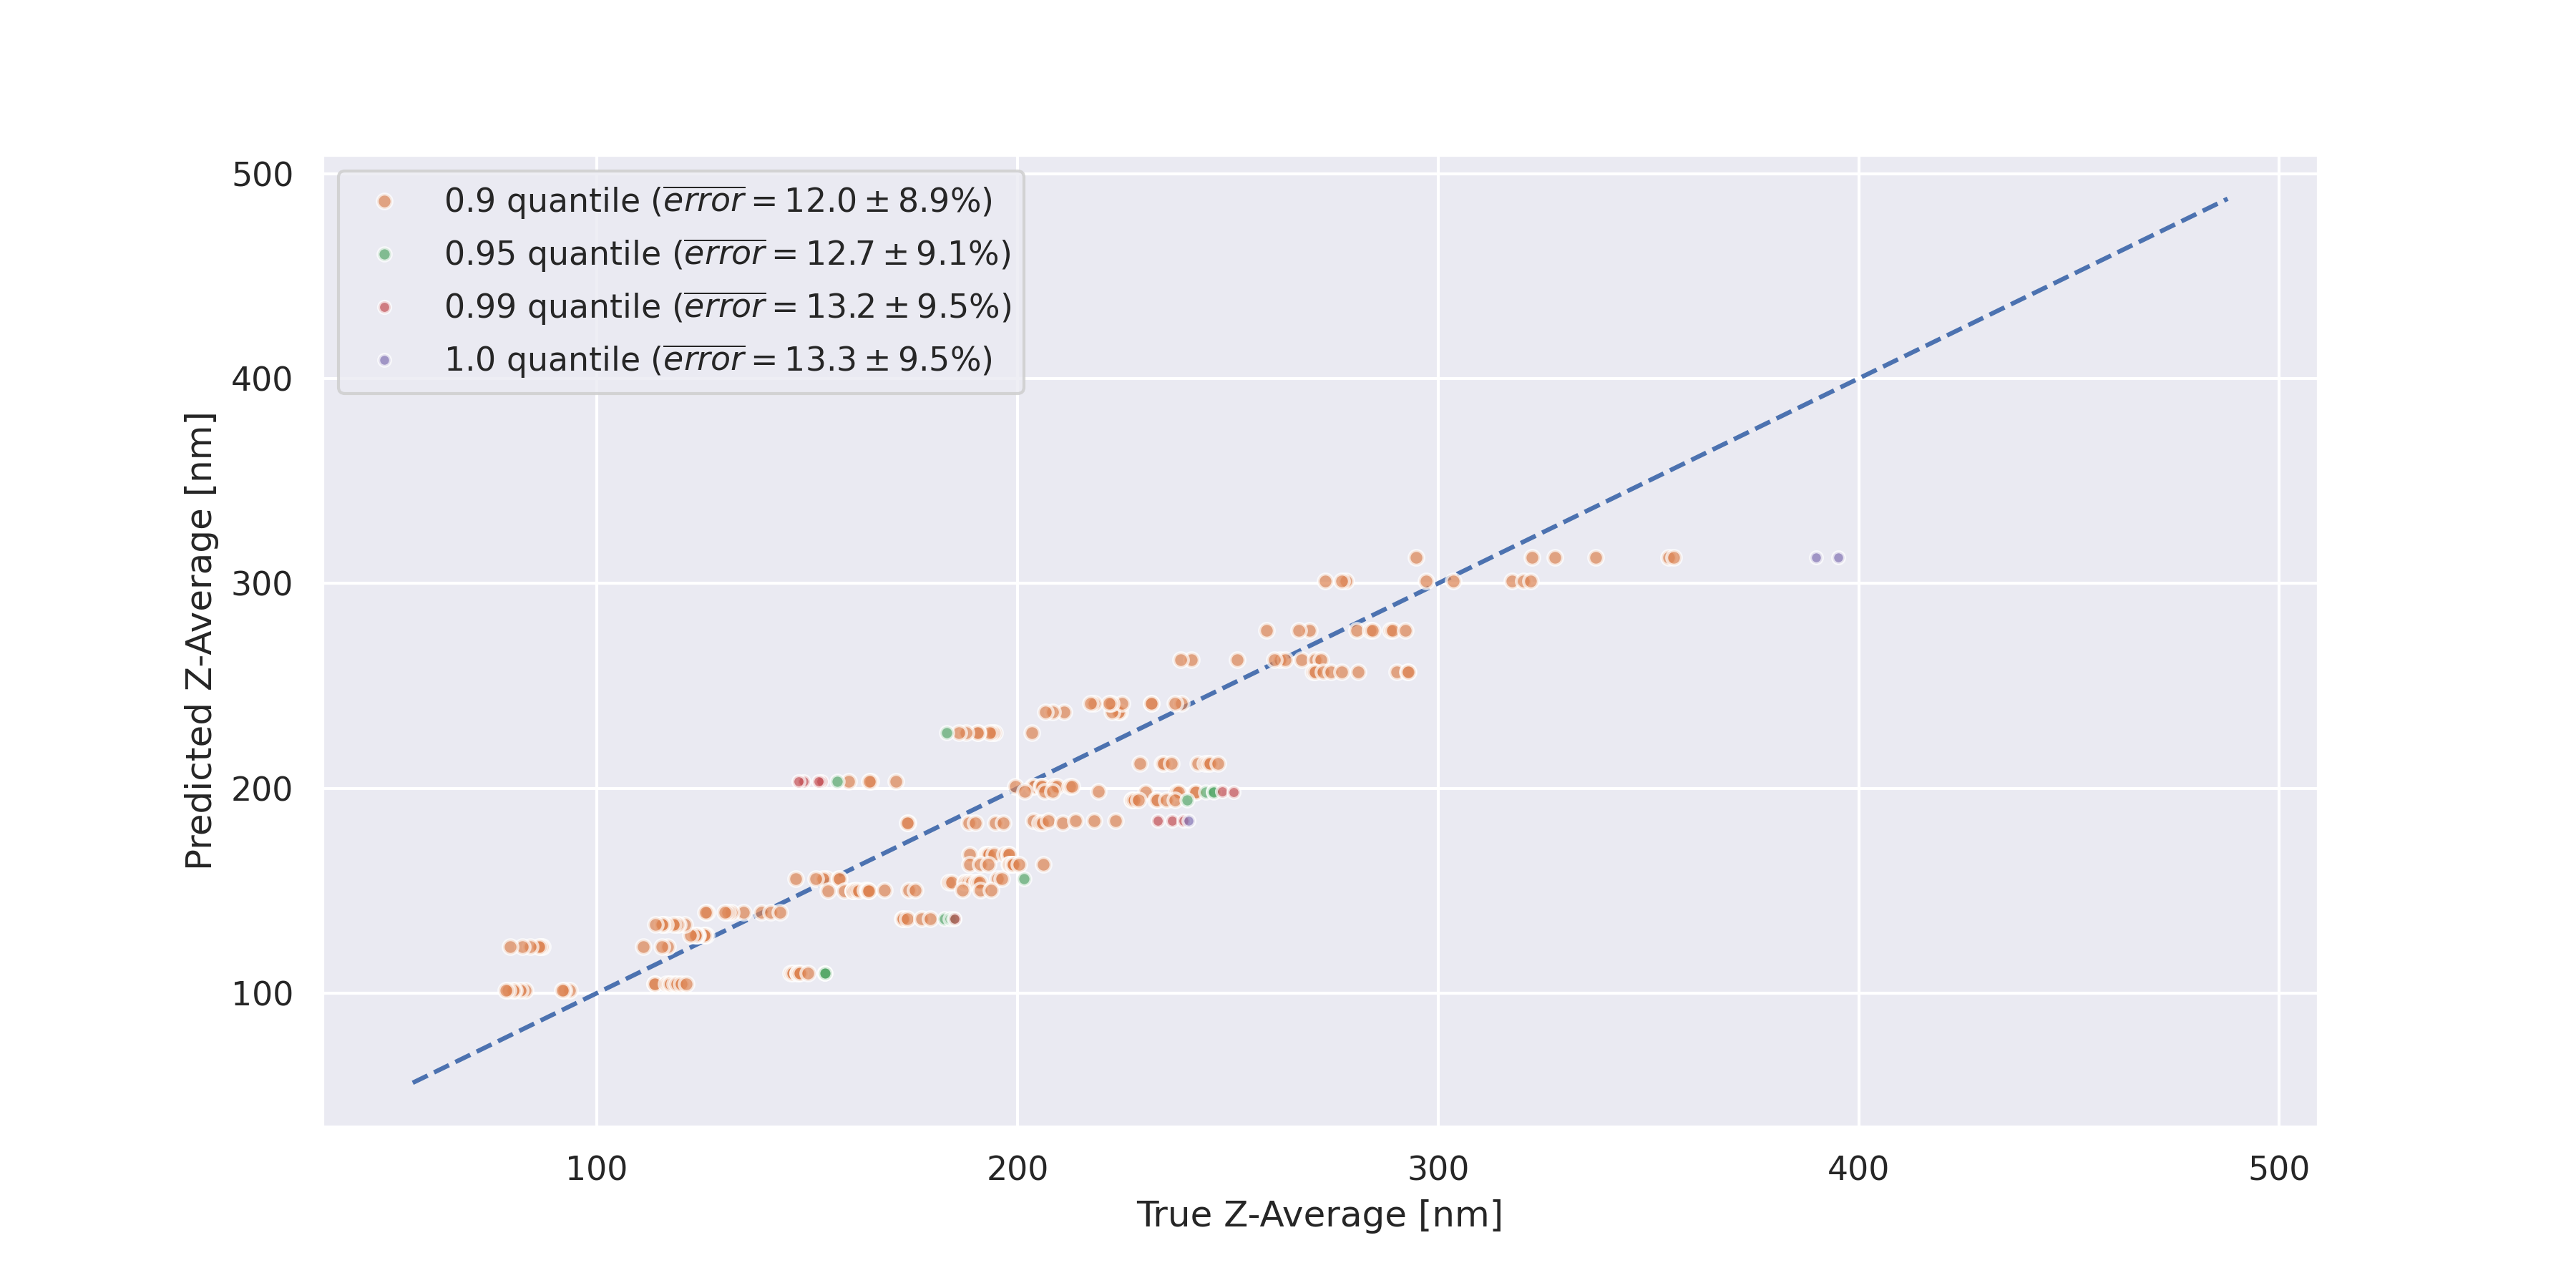 0.9 quantile (error = 12.0 ± 8.9%)
0.95 quantile (error = 12.7 ± 9.1%)
0.99 quantile (error = 13.2 ± 9.5%)
1.0 quantile (error = 13.3 ± 9.5%)
Predicted Z-Average [nm]
500
400
300
200
100
100 200 300 400 500
True Z-Average [nm]